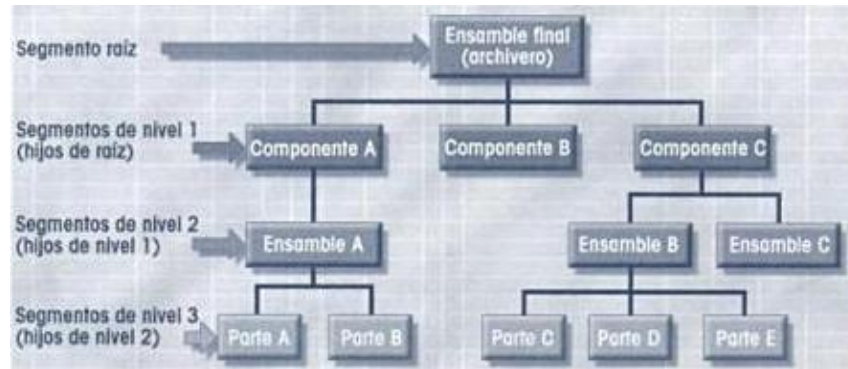 Segmento raíz
Ensamble final
(archivero)
Segmentos de nivel 1
(hijos de raíz)
Componente A
Componente B
Componente C
Segmentos de nivel 2
(hijos de nivel 1)
Ensamble A
Ensamble B
Ensamble C
Segmentos de nivel 3
(hijos de nivel 2)
Parte A
Parte B
Parte C
Parte D
Parte E